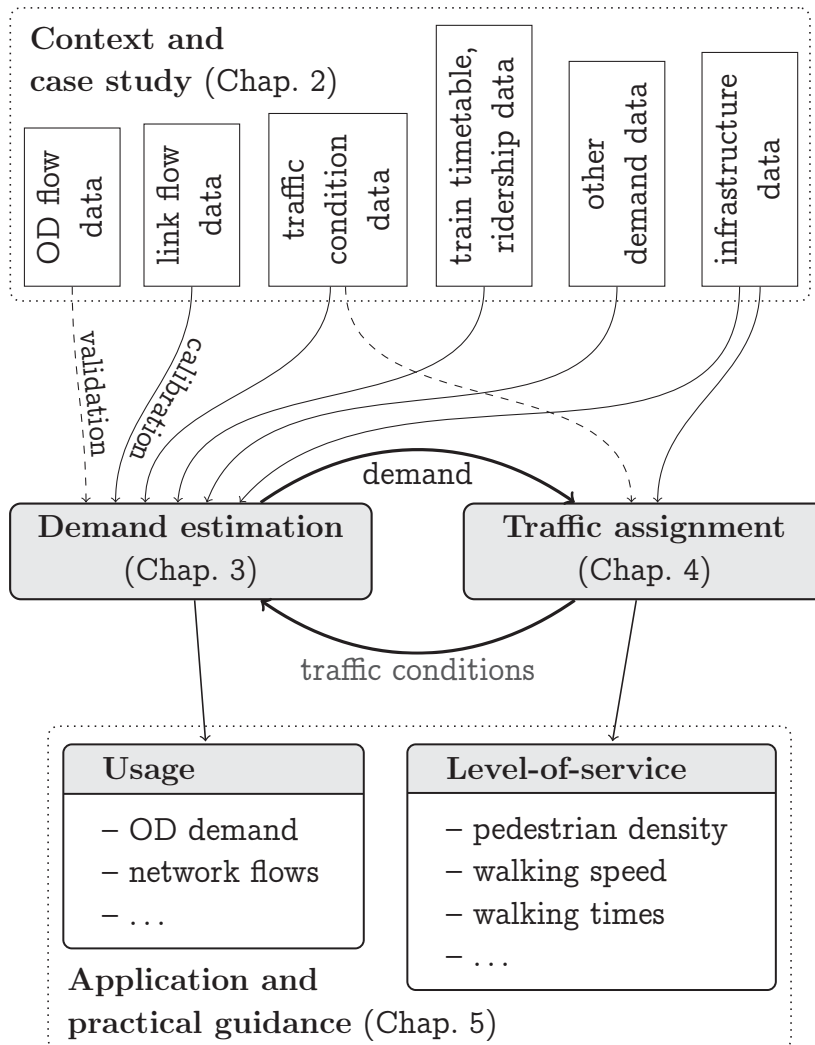 Context and
case study (Chap. 2)
OD flow
data
link flow
data
traffic
condition
data
train timetable,
ridership data
other
demand data
infrastructure
data
validation
calibration
demand
Demand estimation
(Chap. 3)
Traffic assignment
(Chap. 4)
traffic conditions
Usage
– OD demand
– network flows
– . . .
Level-of-service
– pedestrian density
– walking speed
– walking times
– . . .
Application and
practical guidance (Chap. 5)